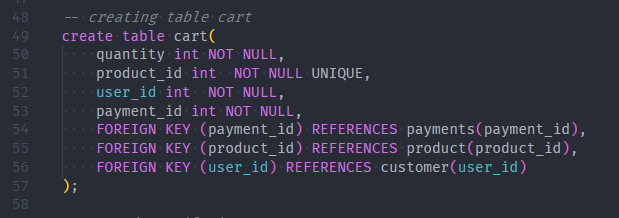 48 -- creating table cart
49 create table cart(
50 quantity int NOT NULL,
51 product_id int  NOT NULL UNIQUE,
52 user_id int  NOT NULL,
53 payment_id int NOT NULL,
54 FOREIGN KEY (payment_id) REFERENCES payments(payment_id),
55 FOREIGN KEY (product_id) REFERENCES product(product_id),
56 FOREIGN KEY (user_id) REFERENCES customer(user_id)
57 );
58